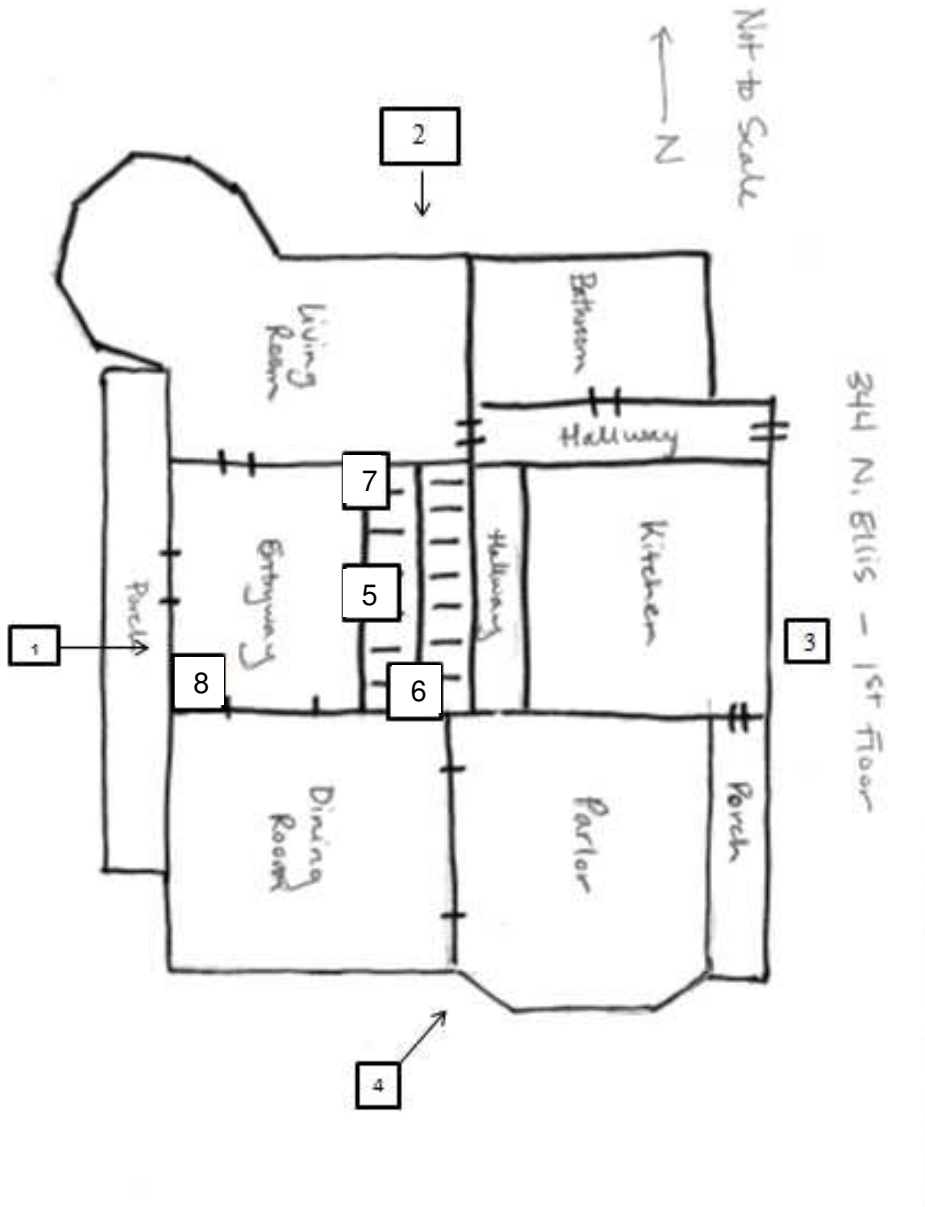 Not to Scale
N
344 N. Ellis - 1st Floor
2
Bathroom
Living
Room
Hallway
7
Kitchen
Hallway
Entryway
5
Porch
1
3
8
6
Dining
Room
Parlor
Porch
4